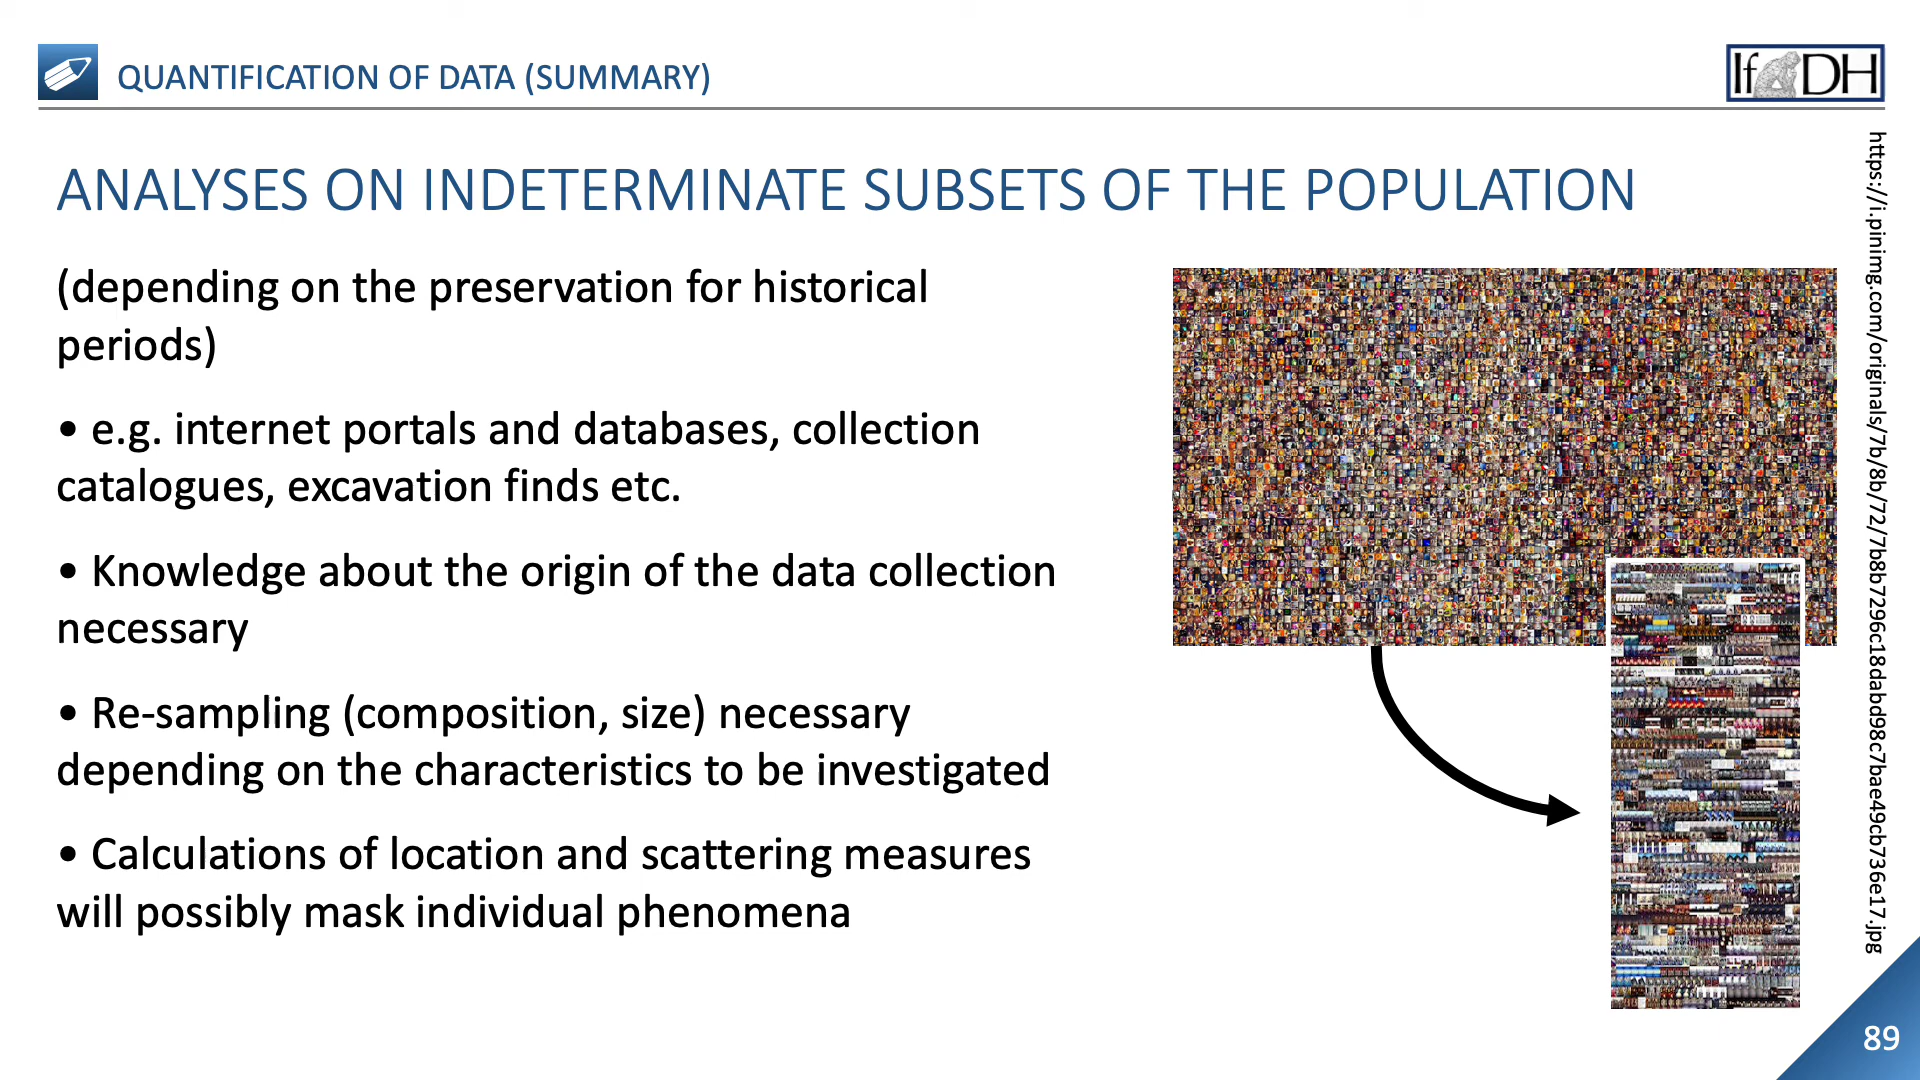 QUANTIFICATION OF DATA (SUMMARY)
IfDH
ANALYSES ON INDETERMINATE SUBSETS OF THE POPULATION
(depending on the preservation for historical
periods)
• e.g. internet portals and databases, collection
catalogues, excavation finds etc.
• Knowledge about the origin of the data collection
necessary
• Re-sampling (composition, size) necessary
depending on the characteristics to be investigated
• Calculations of location and scattering measures
will possibly mask individual phenomena
https://i.pinimg.com/originals/7b/8b/72/7b8b7296c18dabd98c7bae49cb736e17.jpg
89